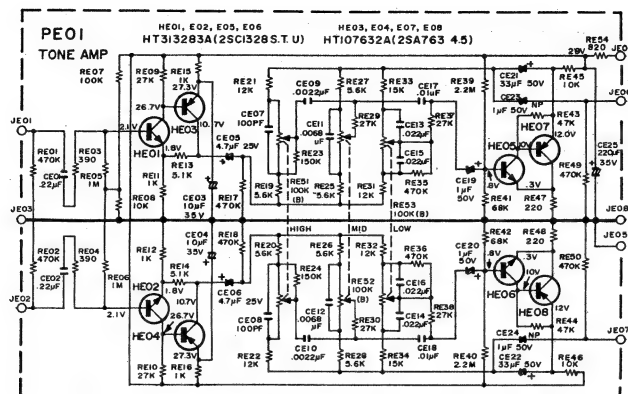 PE01
TONE AMP
HE01, E02, E05, E06
HT313283A(2SC1328 S.T. U)
HE03, E04, E07, E08
HT107632A(2SA763 4.5)
RE07
100K
RE09
27K
RE15
1K
27.3V
26.7V
10.7V
HE03
2.1V
HE01
1.8V
RE13
5.1K
RE11
1K
CE05
4.7µF 25V
CE03
10µF
35V
RE17
470K
JE01
RE01
470K
CE01
.22µF
RE03
390
RE05
1M
RE08
10K
JE03
RE21
12K
CE09
.0022µF
CE07
100PF
RE23
150K
RE19
5.6K
RE51
100K
(B)
RE27
5.6K
CE11
.0068
µF
RE29
27K
RE25
5.6K
RE33
15K
CE17
.01µF
CE13
.022µF
CE15
.022µF
RE37
27K
RE31
12K
RE35
470K
RE53
100K(B)
RE39
2.2M
CE19
1µF
50V
CE21
33µF 50V
CE23
1µF 50V
NP
28V
RE54
820
RE45
10K
RE43
47K
HE07
12.0V
HE05
.8V
.3V
RE41
68K
RE47
220
RE49
470K
CE25
220µF
35V
JE04
JE06
JE08
JE05
HIGH
MID
LOW
RE02
470K
CE02
.22µF
RE04
390
RE06
1M
JE02
2.1V
RE12
1K
CE04
10µF
35V
RE18
470K
RE14
5.1K
HE02
1.8V
10.7V
CE06
4.7µF 25V
26.7V
HE04
27.3V
RE10
27K
RE16
1K
RE20
5.6K
RE24
150K
CE08
100PF
CE10
.0022µF
RE22
12K
RE26
5.6K
CE12
.0068
µF
RE52
100K
(B)
RE30
27K
RE28
5.6K
RE32
12K
RE36
470K
CE16
.022µF
CE14
.022µF
RE38
27K
CE18
.01µF
RE34
15K
CE20
1µF
50V
RE42
68K
RE48
220
.8V
.3V
10V
HE06
HE08
12V
RE44
47K
RE50
470K
RE40
2.2M
CE24
1µF 50V
NP
CE22
33µF 50V
RE46
10K
JE07